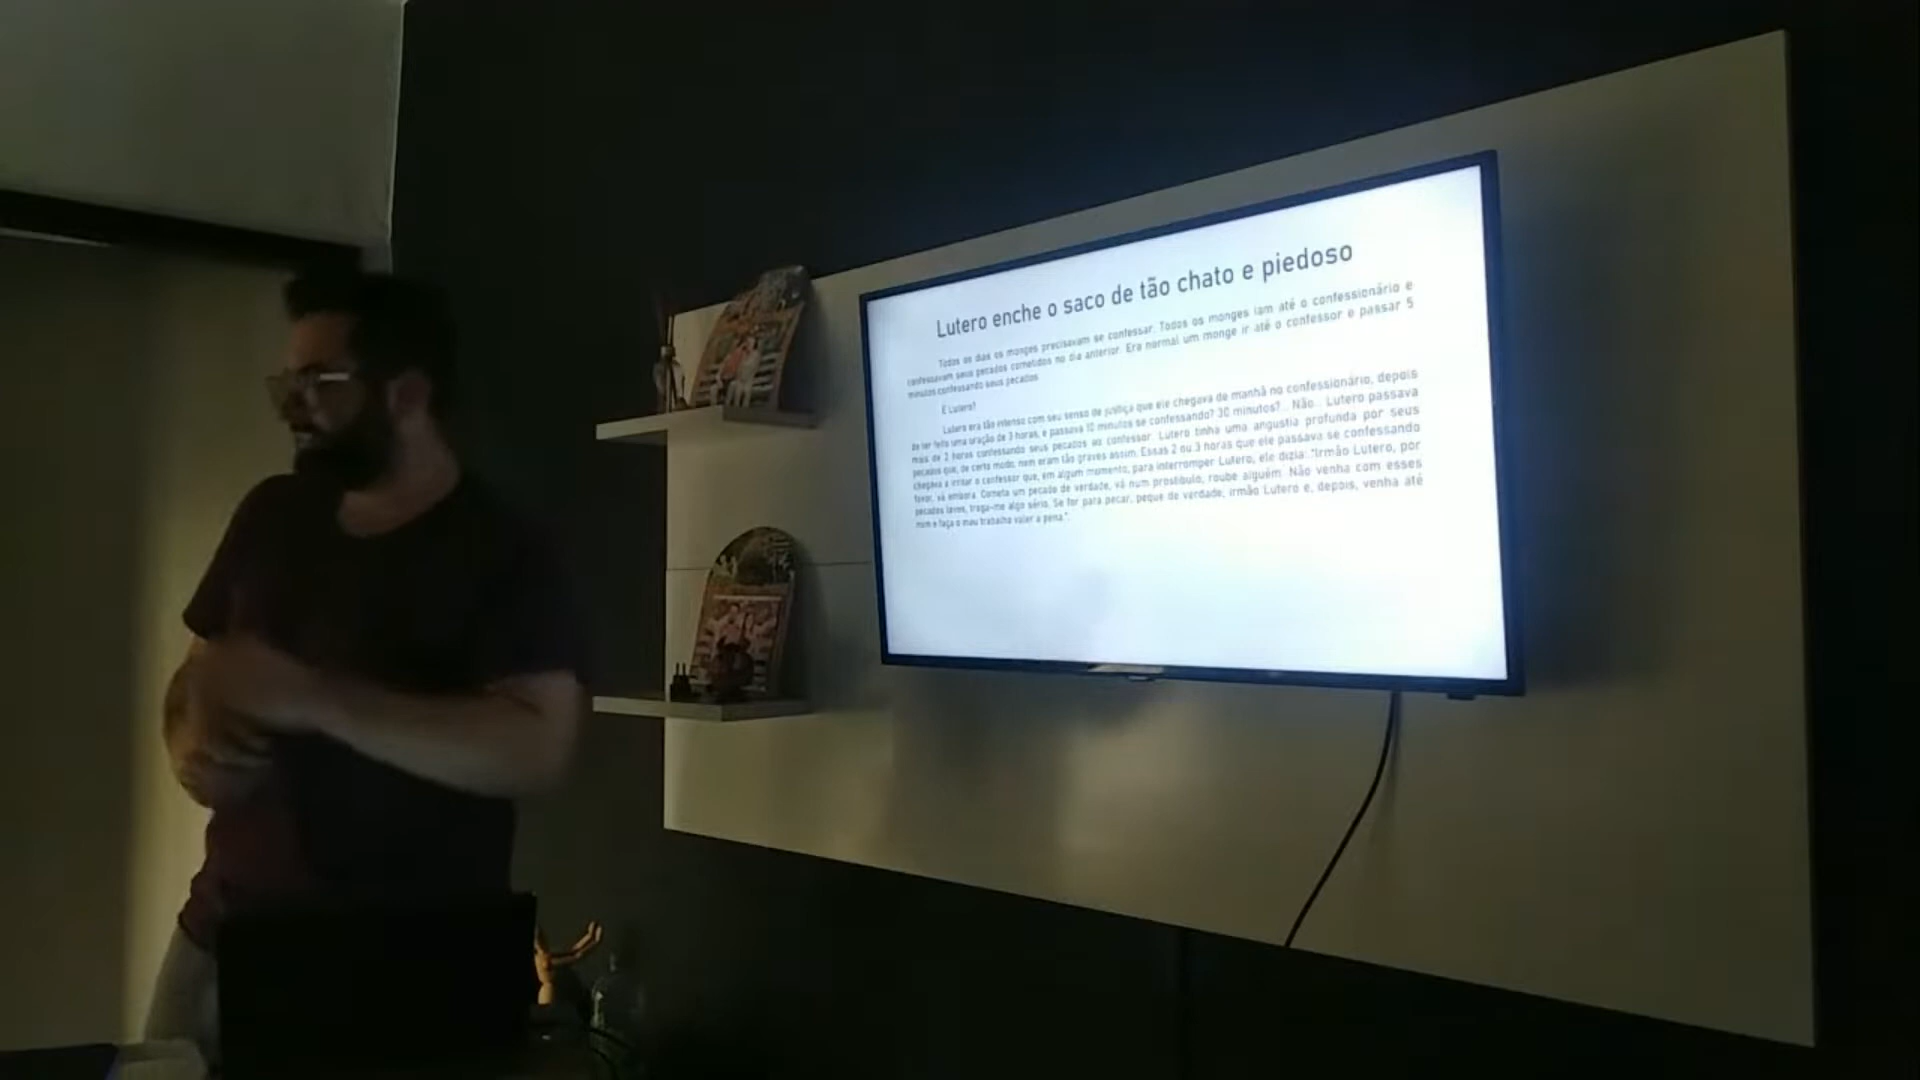 Lutero enche o saco de tão chato e piedoso
Todos os dias os monges precisavam se confessar. Todos os monges iam até o confessionário e
confessavam seus pecados cometidos no dia anterior. Era normal um monge ir até o confessor e passar 5
minutos confessando seus pecados.
E Lutero?
Lutero era tão intenso com seu senso de justiça que ele chegava de manhã no confessionário, depois
de ter feito uma oração de 3 horas, e passava 10 minutos se confessando? 30 minutos?... Não... Lutero passava
mais de 2 horas confessando seus pecados ao confessor. Lutero tinha uma angustia profunda por seus
pecados que, de certo modo, nem eram tão graves assim. Essas 2 ou 3 horas que ele passava se confessando
chegava a irritar o confessor que, em algum momento, para interromper Lutero, ele dizia: "Irmão Lutero, por
favor, vá embora. Cometa um pecado de verdade, vá num prostíbulo, roube alguém. Não venha com esses
pecados leves, traga-me algo sério. Se for para pecar, peque de verdade, irmão Lutero e, depois, venha até
mim e faça o meu trabalho valer a pena."